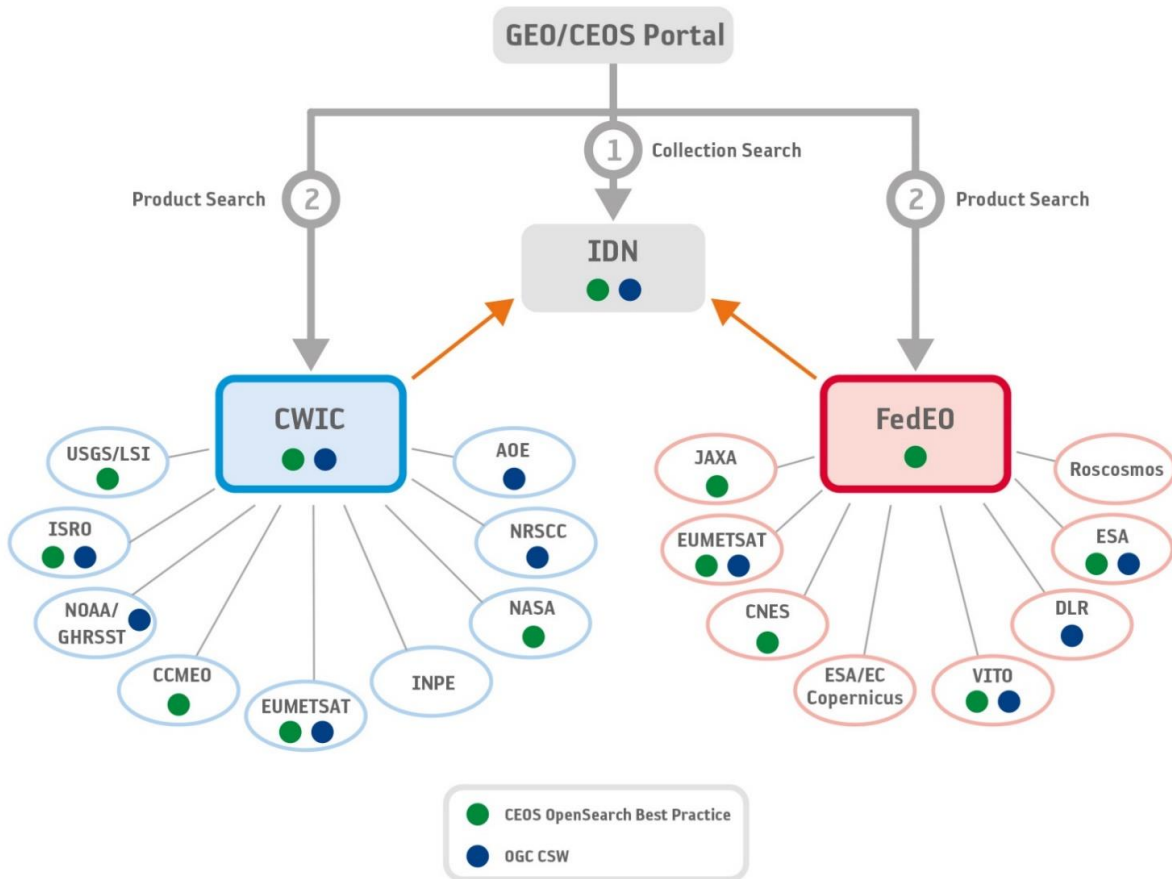 GEO/CEOS Portal
1
Collection Search
Product Search
2
2
Product Search
IDN
CWIC
FedEO
USGS/LSI
AOE
ISRO
NRSCC
NOAA/
GHRSST
NASA
CCMEO
INPE
EUMETSAT
JAXA
Roscosmos
EUMETSAT
ESA
CNES
DLR
ESA/EC
Copernicus
VITO
CEOS OpenSearch Best Practice
OGC CSW